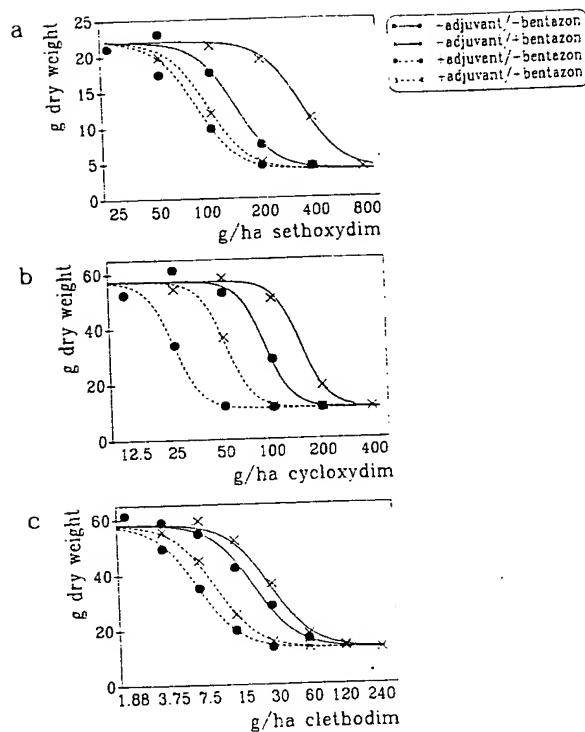 a
-adjuvant/-bentazon
-adjuvant/+bentazon
+adjuvant/-bentazon
+adjuvant/+bentazon
g dry weight
25
20
15
10
5
0
25 50 100 200 400 800
g/ha sethoxydim
b
g dry weight
60
40
20
0
12.5 25 50 100 200 400
g/ha cycloxydim
c
g dry weight
60
40
20
0
1.88 3.75 7.5 15 30 60 120 240
g/ha cletbodim